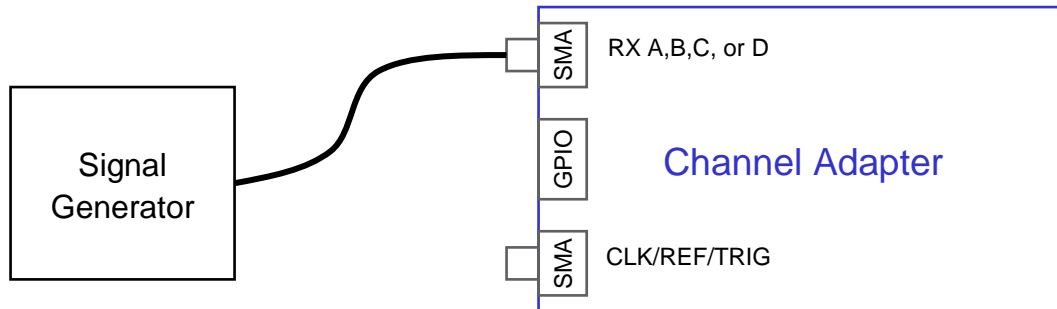 SMA
RX A,B,C, or D
Signal
Generator
GPIO
Channel Adapter
SMA
CLK/REF/TRIG